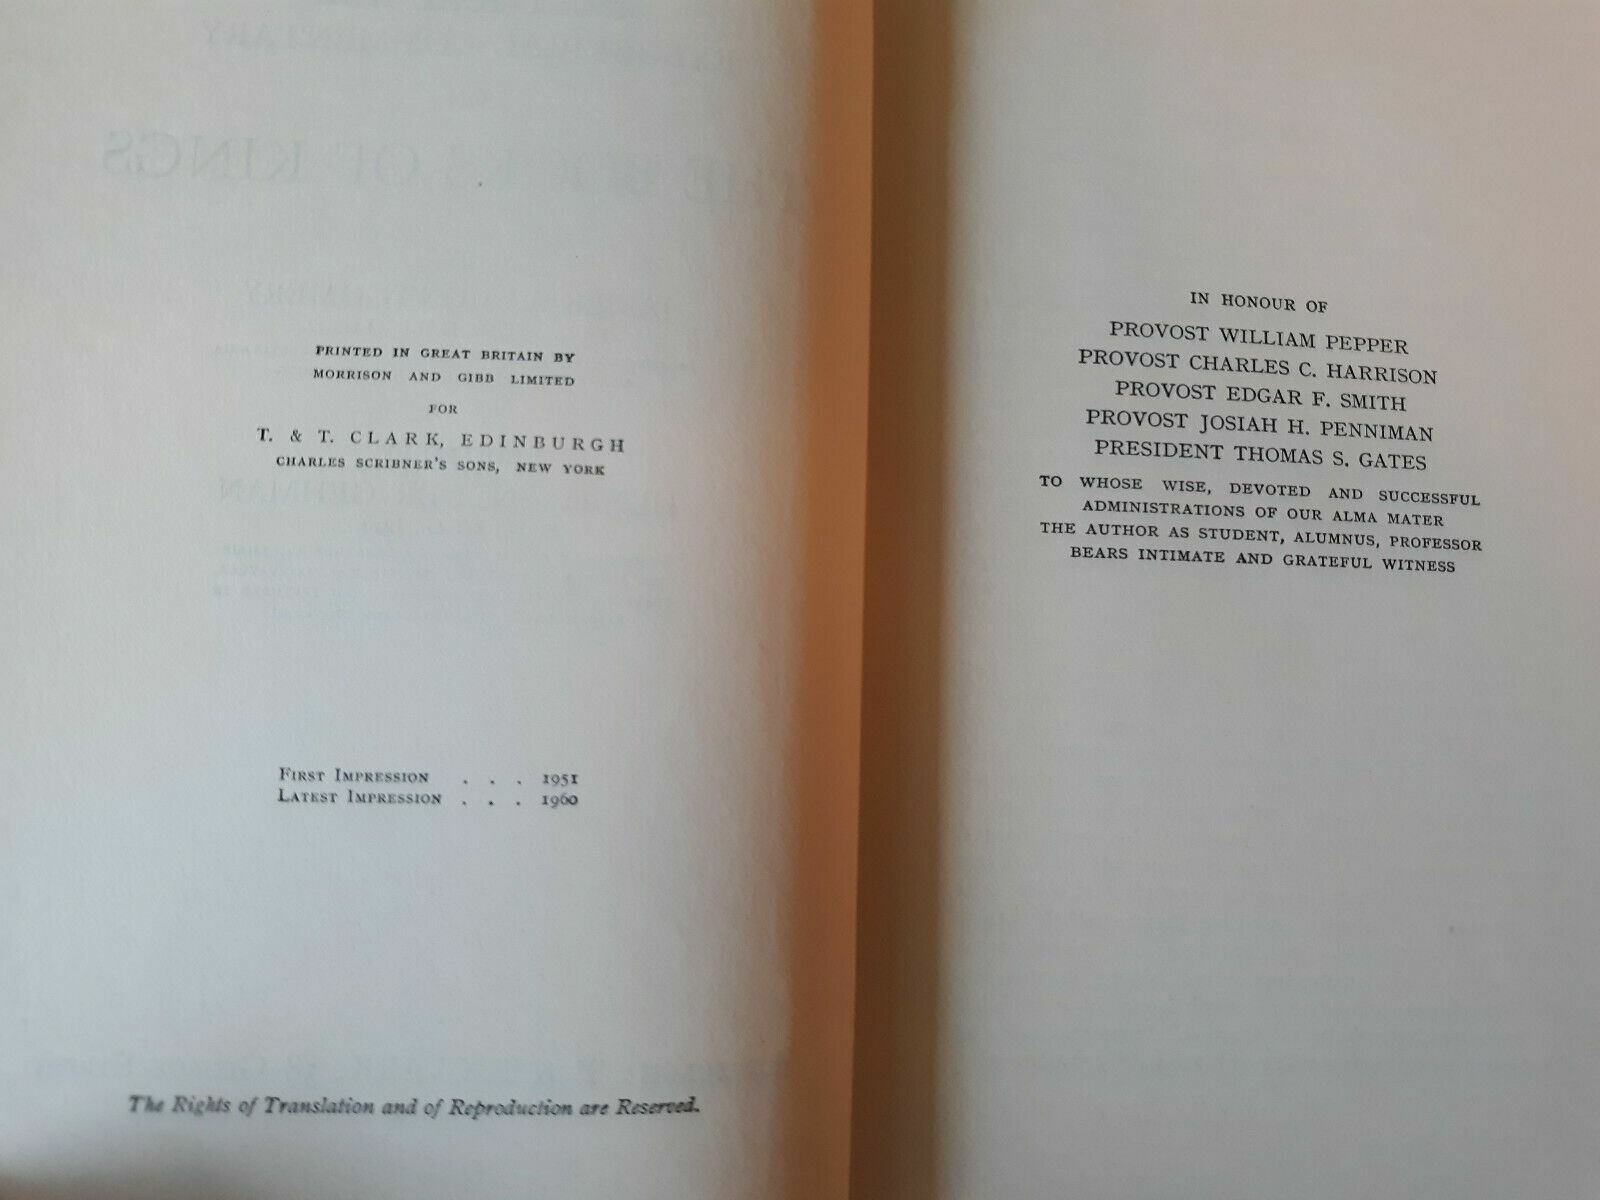 PRINTED IN GREAT BRITAIN BY
MORRISON AND GIBB LIMITED
FOR
T. & T. CLARK, EDINBURGH
CHARLES SCRIBNER'S SONS, NEW YORK
FIRST IMPRESSION . . . 1951
LATEST IMPRESSION . . . 1960
The Rights of Translation and of Reproduction are Reserved.
IN HONOUR OF
PROVOST WILLIAM PEPPER
PROVOST CHARLES C. HARRISON
PROVOST EDGAR F. SMITH
PROVOST JOSIAH H. PENNIMAN
PRESIDENT THOMAS S. GATES
TO WHOSE WISE, DEVOTED AND SUCCESSFUL
ADMINISTRATIONS OF OUR ALMA MATER
THE AUTHOR AS STUDENT, ALUMNUS, PROFESSOR
BEARS INTIMATE AND GRATEFUL WITNESS